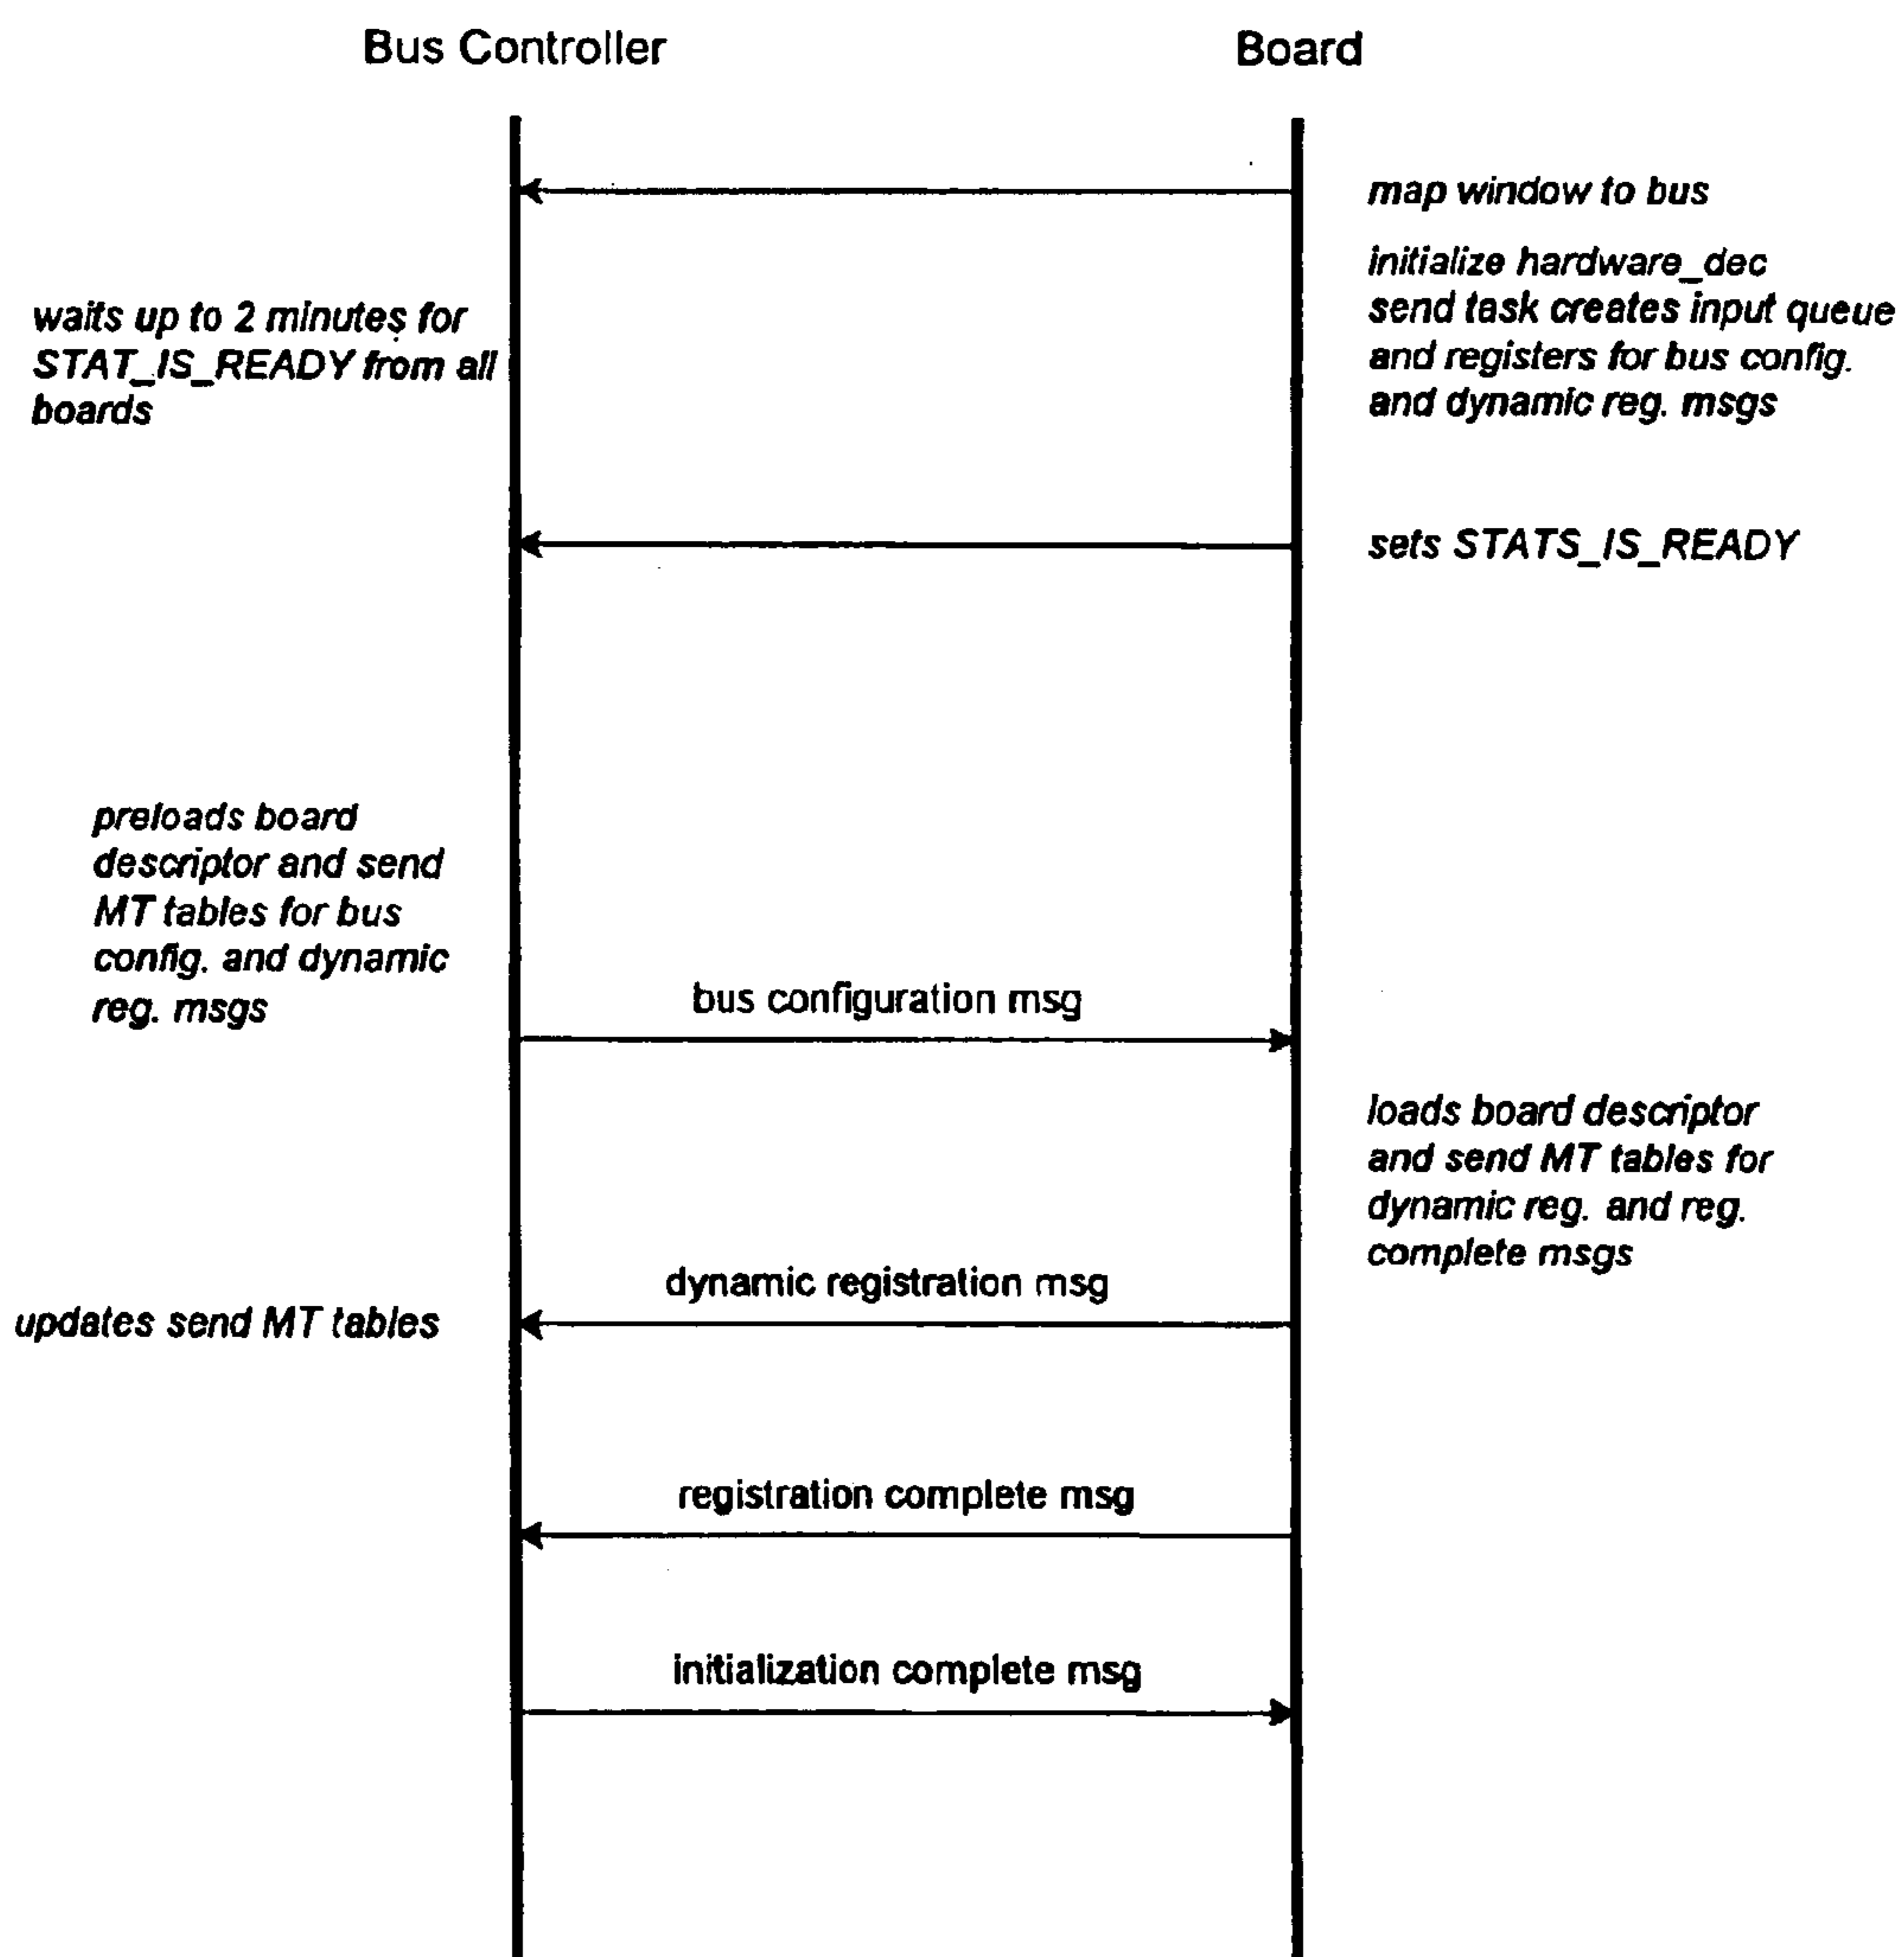 Bus Controller
Board
map window to bus
initialize hardware_dec
send task creates input queue
and registers for bus config.
and dynamic reg. msgs
waits up to 2 minutes for
STAT_IS_READY from all
boards
sets STATS_IS_READY
preloads board
descriptor and send
MT tables for bus
config. and dynamic
reg. msgs
bus configuration msg
loads board descriptor
and send MT tables for
dynamic reg. and reg.
complete msgs
dynamic registration msg
updates send MT tables
registration complete msg
initialization complete msg